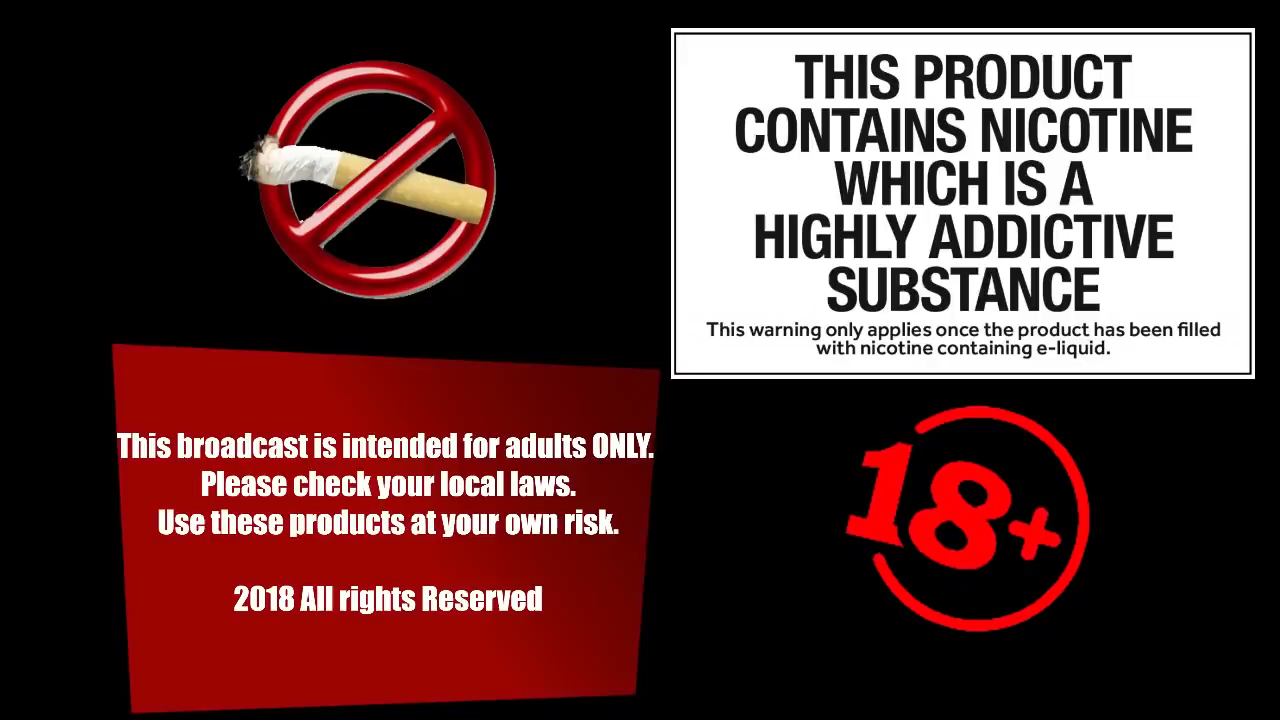 THIS PRODUCT
CONTAINS NICOTINE
WHICH IS A
HIGHLY ADDICTIVE
SUBSTANCE
This warning only applies once the product has been filled
with nicotine containing e-liquid.
This broadcast is intended for adults ONLY.
Please check your local laws.
Use these products at your own risk.
2018 All rights Reserved
18+